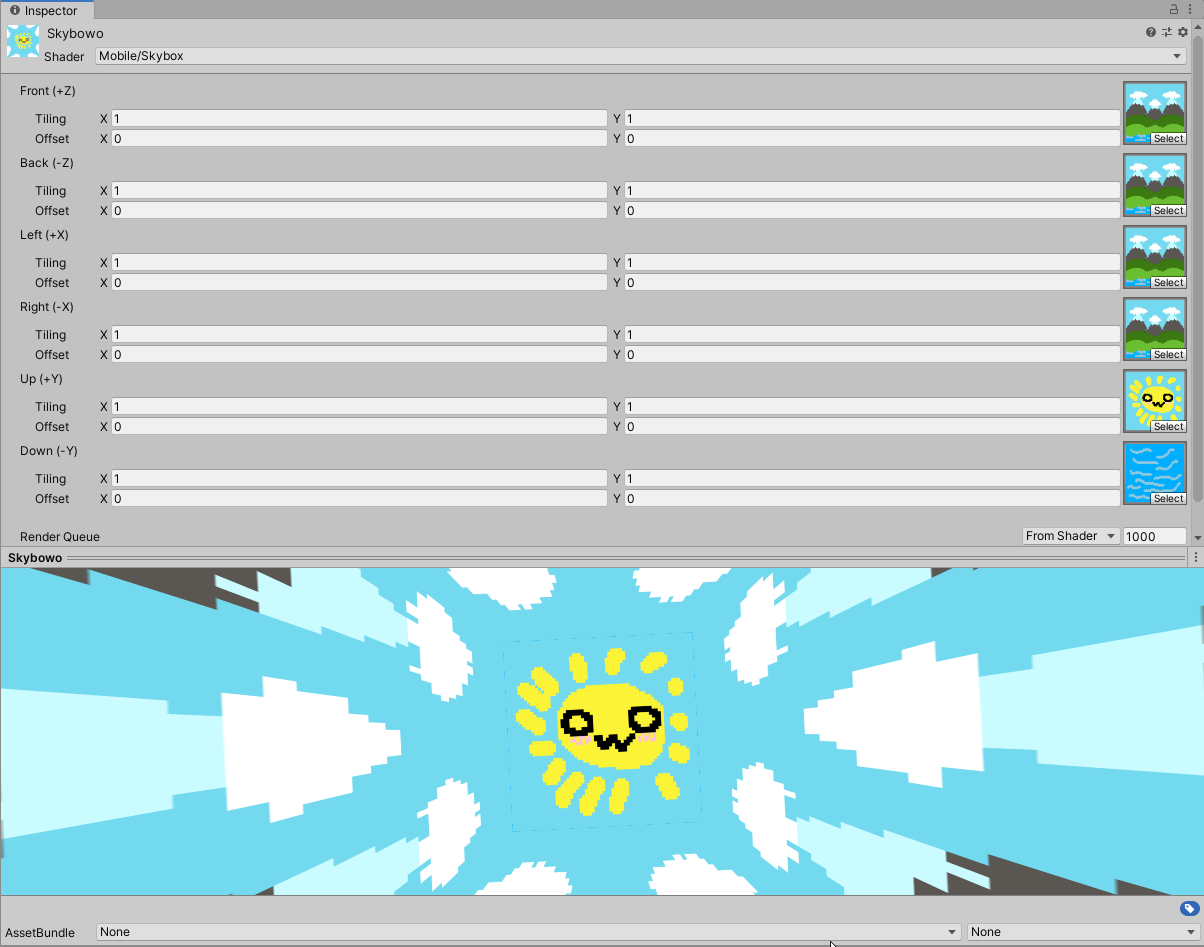 Inspector
Skybowo
Shader Mobile/Skybox
Front (+Z)
Tiling X 1 Y 1
Offset X 0 Y 0
Select
Back (-Z)
Tiling X 1 Y 1
Offset X 0 Y 0
Select
Left (+X)
Tiling X 1 Y 1
Offset X 0 Y 0
Select
Right (-X)
Tiling X 1 Y 1
Offset X 0 Y 0
Select
Up (+Y)
Tiling X 1 Y 1
Offset X 0 Y 0
Select
Down (-Y)
Tiling X 1 Y 1
Offset X 0 Y 0
Select
Render Queue From Shader 1000
Skybowo
AssetBundle None None